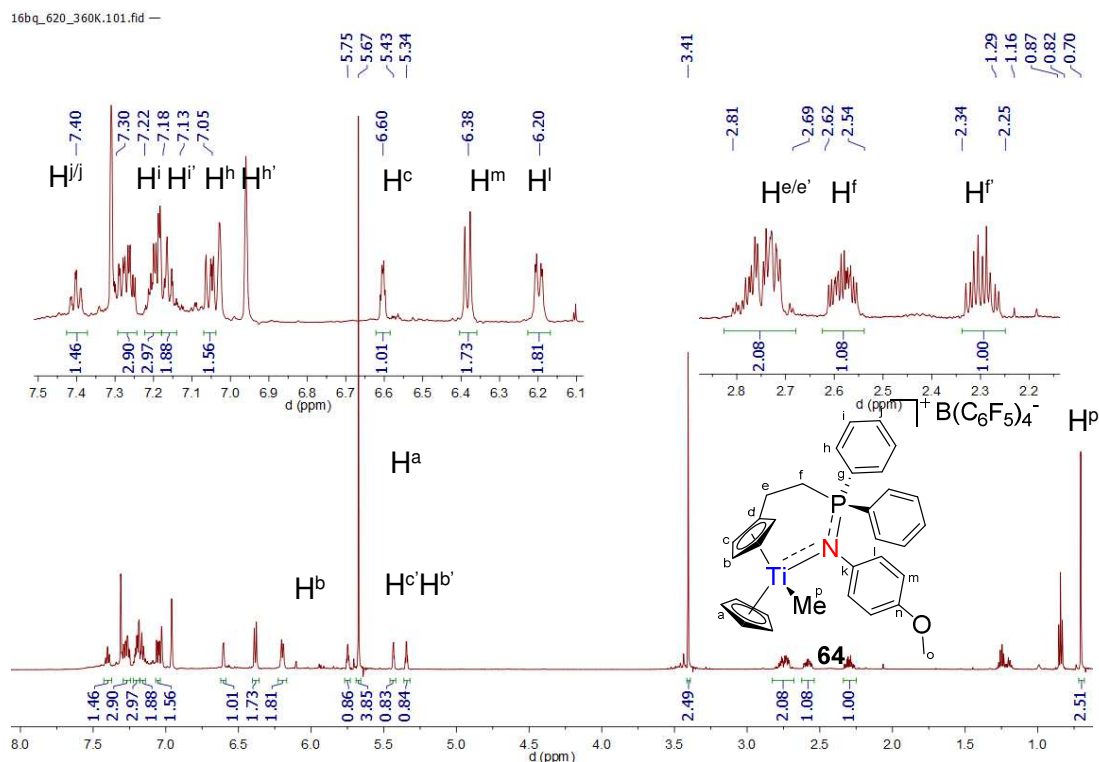 16bq_620_360K.101.fid —
5.75 5.67 5.43 5.34 3.41 1.29 1.16 0.87 0.82 0.70
7.40 7.30 7.22 7.18 7.13 7.05 6.60 6.38 6.20
2.81 2.69 2.62 2.54 2.34 2.25
Hj/j Hi Hi' Hh Hh' Hc Hm Hl
He/e' Hf Hf'
1.46 2.90 2.97 1.88 1.56 1.01 1.73 1.81
2.08 1.08 1.00
7.5 7.4 7.3 7.2 7.1 7.0 6.9 6.8 6.7 6.6 6.5 6.4 6.3 6.2 6.1
d (ppm)
2.8 2.7 2.6 2.5 2.4 2.3 2.2
d (ppm)
Ha
Hb
Hc' Hb'
Hp
+ B(C6F5)4-
i
h
g
f
e
d
c
b
a
P
N
Ti
Me
p
k
l
m
n
O
o
64
1.46 2.90 2.97 1.88 1.56 1.01 1.73 1.81 0.86 3.85 0.83 0.84 2.49 2.08 1.08 1.00 2.51
8.0 7.5 7.0 6.5 6.0 5.5 5.0 4.5 4.0 3.5 3.0 2.5 2.0 1.5 1.0
d (ppm)